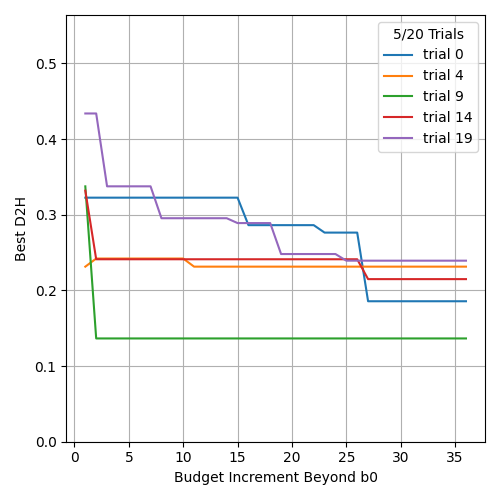 5/20 Trials
trial 0
trial 4
trial 9
trial 14
trial 19
0.5
0.4
0.3
0.2
0.1
0.0
Best D2H
0 5 10 15 20 25 30 35
Budget Increment Beyond b0